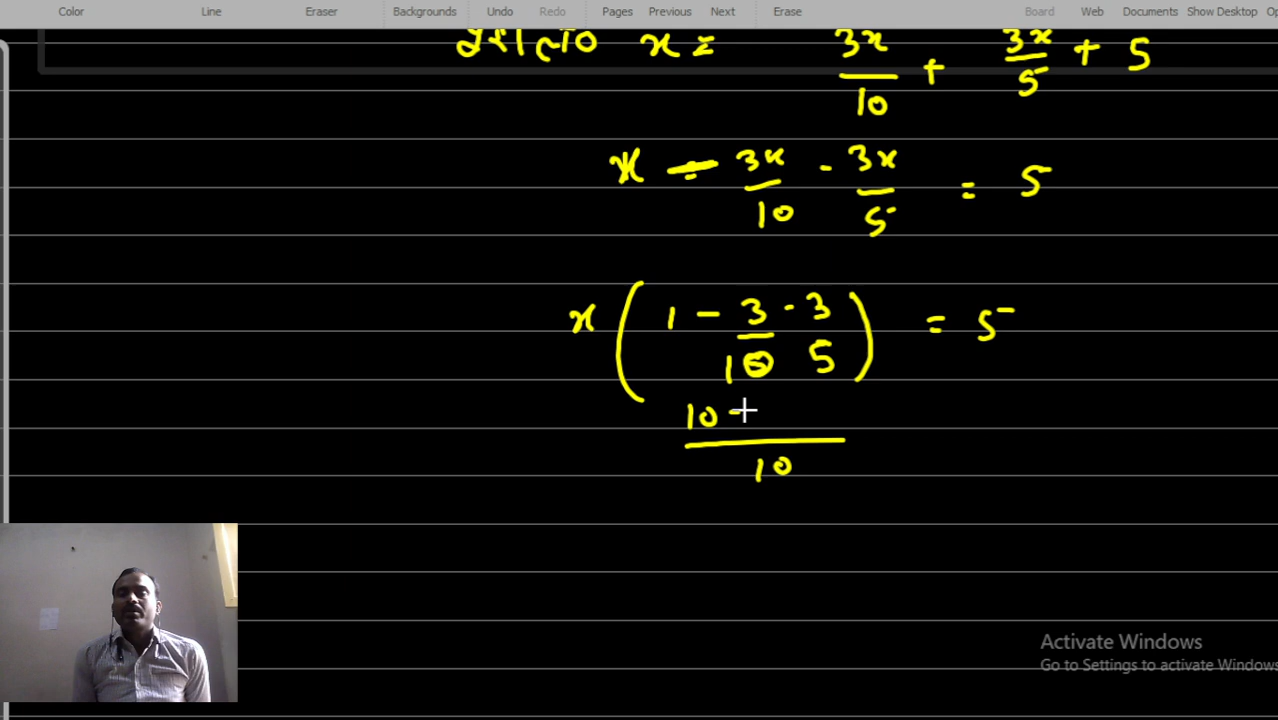 Color Line Eraser Backgrounds Undo Redo Pages Previous Next Erase Board Web Documents Show Desktop
x = 3x/10 + 3x/5 + 5
x - 3x/10 - 3x/5 = 5
x ( 1 - 3/10 - 3/5 ) = 5
10 -
10
Activate Windows
Go to Settings to activate Windows